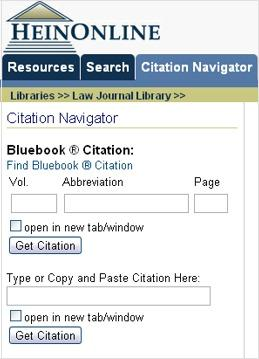 HEINONLINE
Resources Search Citation Navigator
Libraries >> Law Journal Library >>
Citation Navigator
Bluebook ® Citation:
Find Bluebook ® Citation
Vol. Abbreviation Page
open in new tab/window
Get Citation
Type or Copy and Paste Citation Here:
open in new tab/window
Get Citation